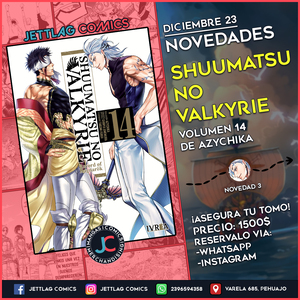 JETTLAG COMICS
DICIEMBRE 23
NOVEDADES
SHUUMATSU
NO
VALKYRIE
VOLUMEN 14
DE AZYCHIKA
SHUUMATSU NO
VALKYRIE
14
IVREA
NOVEDAD 3
JC
¡ASEGURA TU TOMO!
PRECIO: 1500$
RESERVALO VIA:
-WHATSAPP
-INSTAGRAM
JETTLAG COMICS
JETTLAG COMICS
2396594358
VARELA 685, PEHUAJO